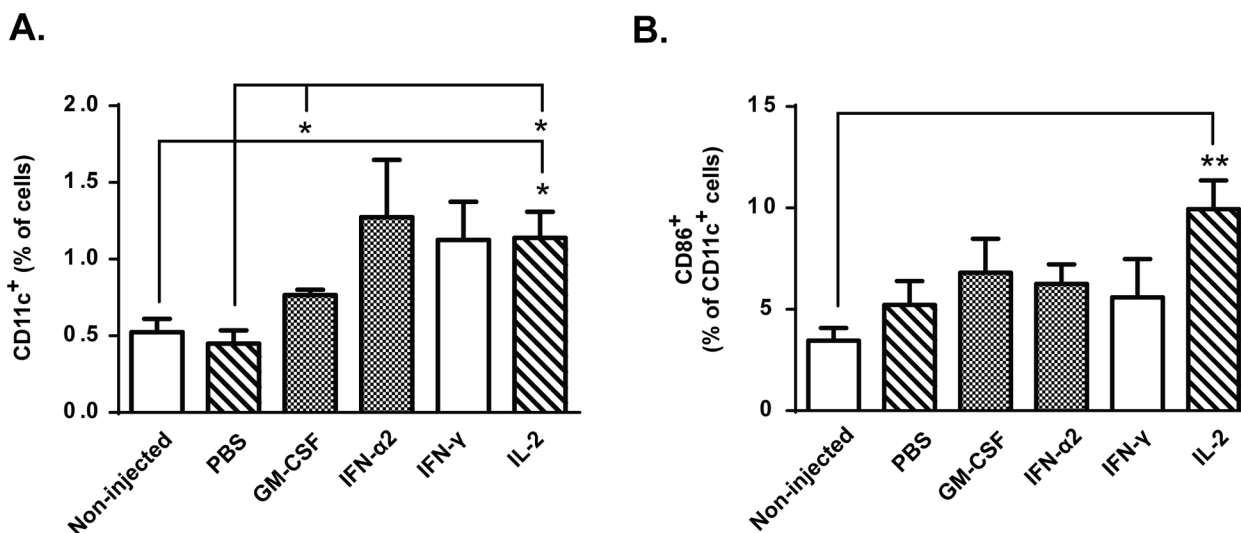 A.
CD11c+ (% of cells)
2.0
1.5
1.0
0.5
0.0
*
*
*
Non-injected
PBS
GM-CSF
IFN-α2
IFN-γ
IL-2
B.
CD86+
(% of CD11c+ cells)
15
10
5
0
**
Non-injected
PBS
GM-CSF
IFN-α2
IFN-γ
IL-2